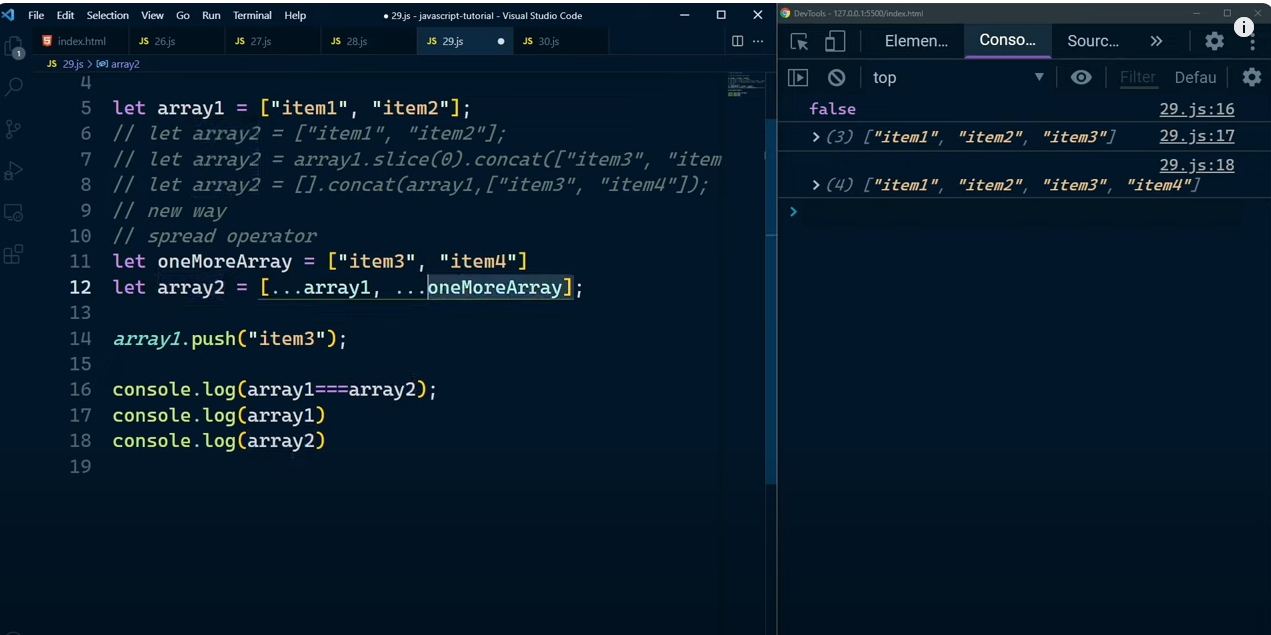 File Edit Selection View Go Run Terminal Help ● 29.js - javascript-tutorial - Visual Studio Code
index.html JS 26.js JS 27.js JS 28.js JS 29.js ● JS 30.js
JS 29.js > array2
1
4
5 let array1 = ["item1", "item2"];
6 // let array2 = ["item1", "item2"];
7 // let array2 = array1.slice(0).concat(["item3", "item
8 // let array2 = [].concat(array1,["item3", "item4"]);
9 // new way
10 // spread operator
11 let oneMoreArray = ["item3", "item4"]
12 let array2 = [...array1, ...oneMoreArray];
13
14 array1.push("item3");
15
16 console.log(array1===array2);
17 console.log(array1)
18 console.log(array2)
19
DevTools - 127.0.0.1:5500/index.html
Elemen... Conso... Sourc... »
top Filter Defau
false 29.js:16
(3) ["item1", "item2", "item3"] 29.js:17
29.js:18
(4) ["item1", "item2", "item3", "item4"]